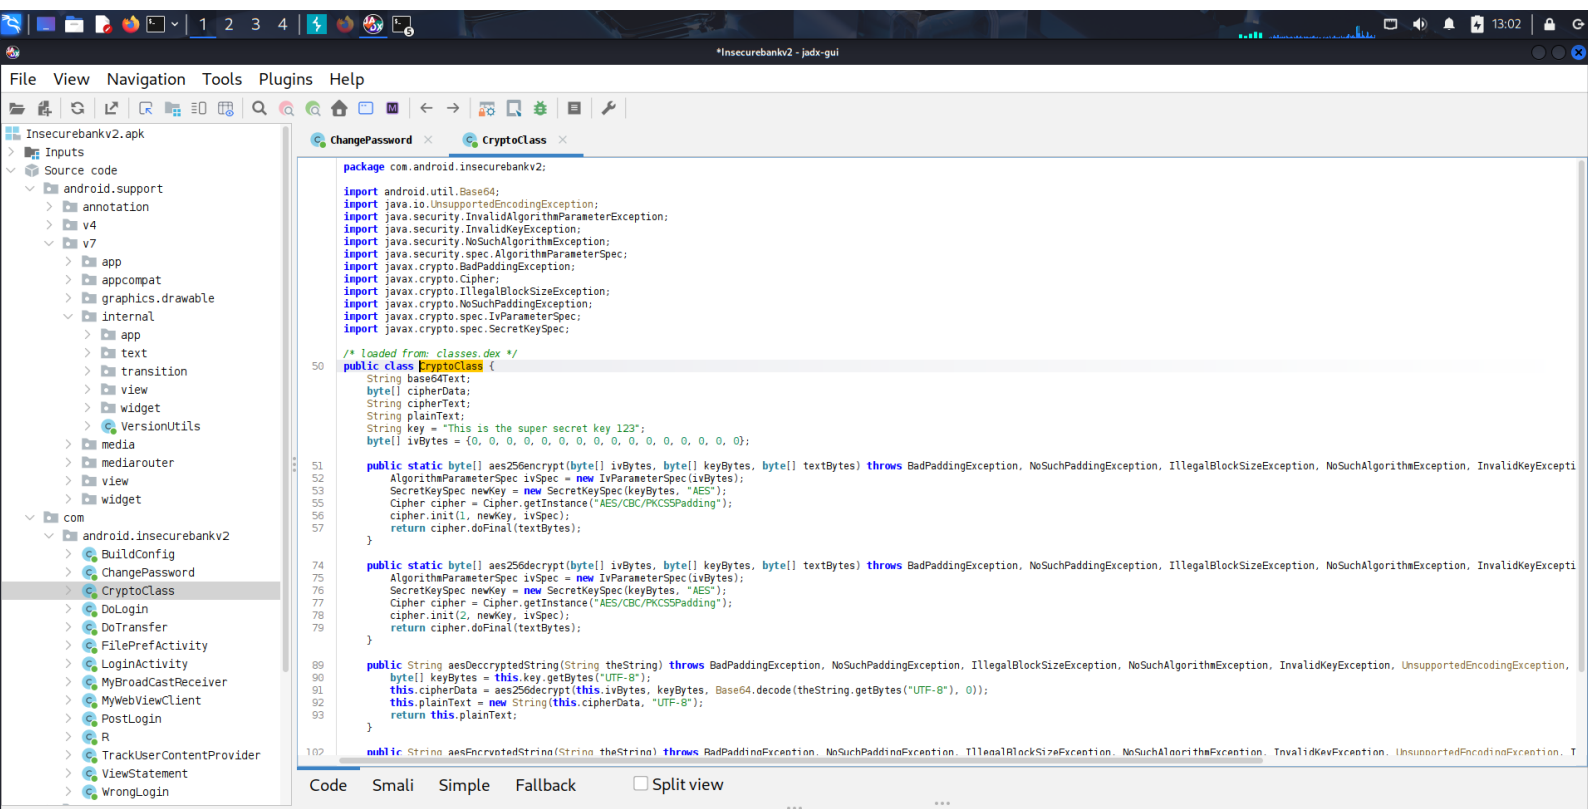 1 2 3 4
13:02
*Insecurebankv2 - jadx-gui
File View Navigation Tools Plugins Help
Insecurebankv2.apk
Inputs
Source code
android.support
annotation
v4
v7
app
appcompat
graphics.drawable
internal
app
text
transition
view
widget
VersionUtils
media
mediarouter
view
widget
com
android.insecurebankv2
BuildConfig
ChangePassword
CryptoClass
DoLogin
DoTransfer
FilePrefActivity
LoginActivity
MyBroadCastReceiver
MyWebViewClient
PostLogin
R
TrackUserContentProvider
ViewStatement
WrongLogin
ChangePassword CryptoClass
package com.android.insecurebankv2;
import android.util.Base64;
import java.io.UnsupportedEncodingException;
import java.security.InvalidAlgorithmParameterException;
import java.security.InvalidKeyException;
import java.security.NoSuchAlgorithmException;
import java.security.spec.AlgorithmParameterSpec;
import javax.crypto.BadPaddingException;
import javax.crypto.Cipher;
import javax.crypto.IllegalBlockSizeException;
import javax.crypto.NoSuchPaddingException;
import javax.crypto.spec.IvParameterSpec;
import javax.crypto.spec.SecretKeySpec;
/* loaded from: classes.dex */
50 public class CryptoClass {
String base64Text;
byte[] cipherData;
String cipherText;
String plainText;
String key = "This is the super secret key 123";
byte[] ivBytes = {0, 0, 0, 0, 0, 0, 0, 0, 0, 0, 0, 0, 0, 0, 0, 0};
51 public static byte[] aes256encrypt(byte[] ivBytes, byte[] keyBytes, byte[] textBytes) throws BadPaddingException, NoSuchPaddingException, IllegalBlockSizeException, NoSuchAlgorithmException, InvalidKeyExcepti
52 AlgorithmParameterSpec ivSpec = new IvParameterSpec(ivBytes);
53 SecretKeySpec newKey = new SecretKeySpec(keyBytes, "AES");
55 Cipher cipher = Cipher.getInstance("AES/CBC/PKCS5Padding");
56 cipher.init(1, newKey, ivSpec);
57 return cipher.doFinal(textBytes);
}
74 public static byte[] aes256decrypt(byte[] ivBytes, byte[] keyBytes, byte[] textBytes) throws BadPaddingException, NoSuchPaddingException, IllegalBlockSizeException, NoSuchAlgorithmException, InvalidKeyExcepti
75 AlgorithmParameterSpec ivSpec = new IvParameterSpec(ivBytes);
76 SecretKeySpec newKey = new SecretKeySpec(keyBytes, "AES");
77 Cipher cipher = Cipher.getInstance("AES/CBC/PKCS5Padding");
78 cipher.init(2, newKey, ivSpec);
79 return cipher.doFinal(textBytes);
}
89 public String aesDeccryptedString(String theString) throws BadPaddingException, NoSuchPaddingException, IllegalBlockSizeException, NoSuchAlgorithmException, InvalidKeyException, UnsupportedEncodingException,
90 byte[] keyBytes = this.key.getBytes("UTF-8");
91 this.cipherData = aes256decrypt(this.ivBytes, keyBytes, Base64.decode(theString.getBytes("UTF-8"), 0));
92 this.plainText = new String(this.cipherData, "UTF-8");
93 return this.plainText;
}
102 public String aesEncryptedString(String theString) throws BadPaddingException, NoSuchPaddingException, IllegalBlockSizeException, NoSuchAlgorithmException, InvalidKeyException, UnsupportedEncodingException, I
Code Smali Simple Fallback Split view